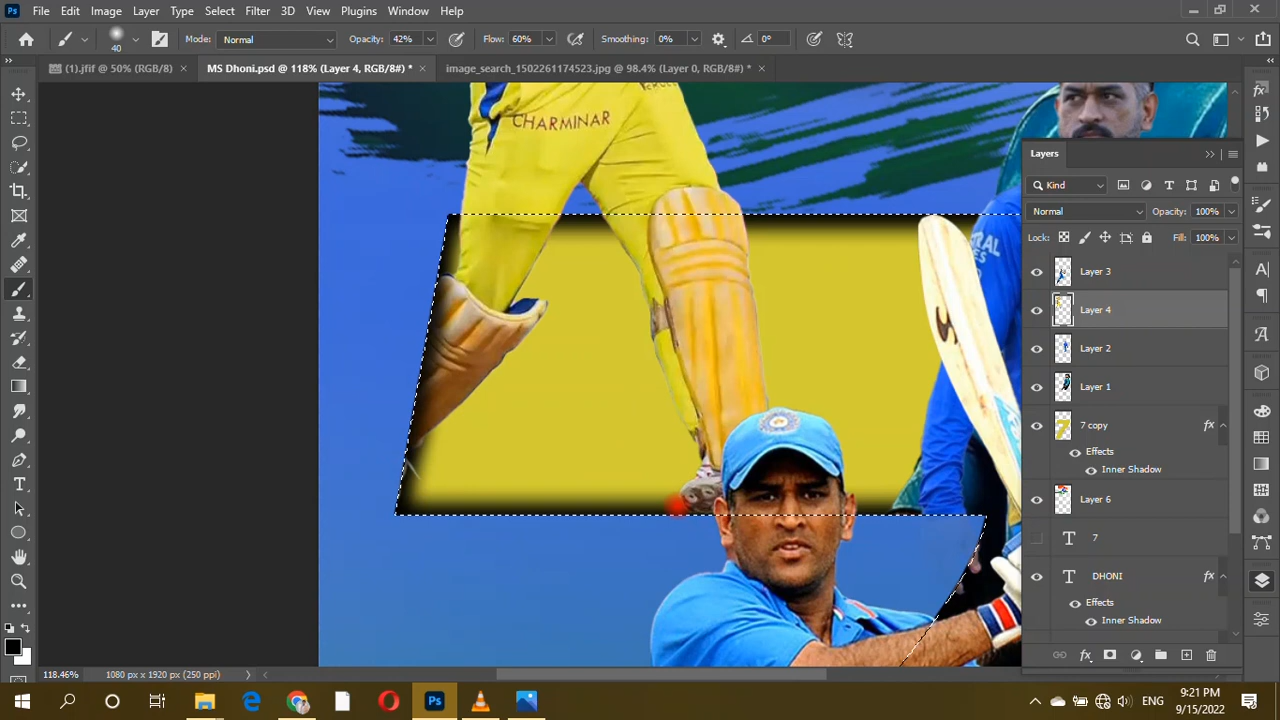 Ps File Edit Image Layer Type Select Filter 3D View Plugins Window Help
40 Mode: Normal Opacity: 42% Flow: 60% Smoothing: 0% 0°
(1).jfif @ 50% (RGB/8) × MS Dhoni.psd @ 118% (Layer 4, RGB/8#) * × image_search_1502261174523.jpg @ 98.4% (Layer 0, RGB/8#) * ×
CHARMINAR
Layers
Kind
Normal Opacity: 100%
Lock: Fill: 100%
Layer 3
Layer 4
Layer 2
Layer 1
7 copy fx
Effects
Inner Shadow
Layer 6
T 7
T DHONI fx
Effects
Inner Shadow
118.46% 1080 px x 1920 px (250 ppi)
Ps ENG 9:21 PM
9/15/2022